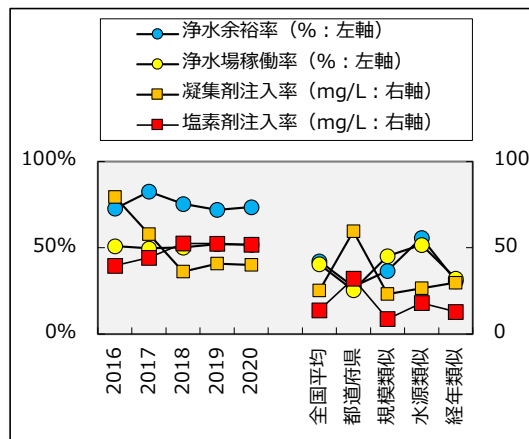 浄水余裕率（%：左軸）
浄水場稼働率（%：左軸）
凝集剤注入率（mg/L：右軸）
塩素剤注入率（mg/L：右軸）
100% 100
50% 50
0% 0
2016 2017 2018 2019 2020 全国平均 都道府県 規模類似 水源類似 経年類似